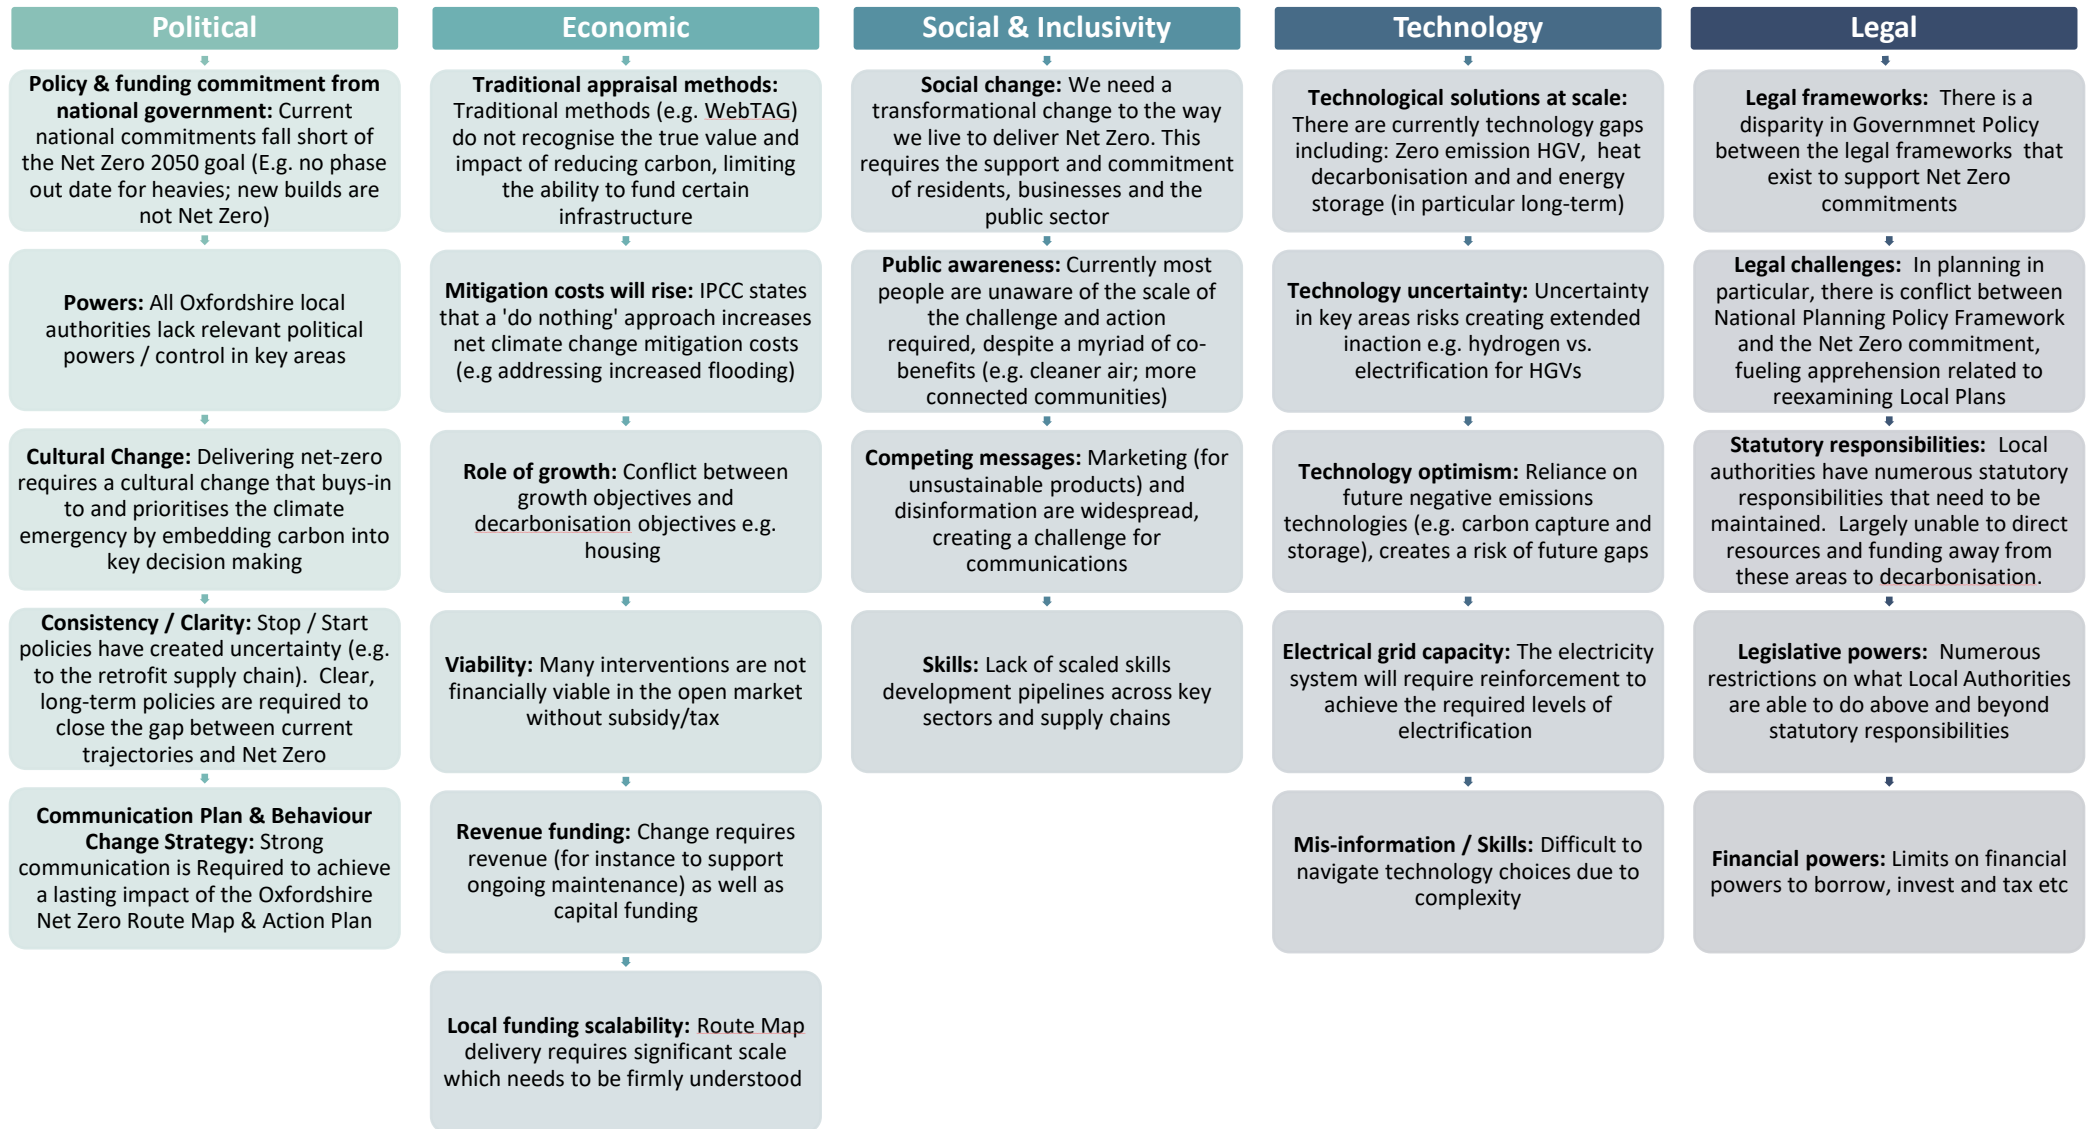 Political
Policy & funding commitment from
national government: Current
national commitments fall short of
the Net Zero 2050 goal (E.g. no phase
out date for heavies; new builds are
not Net Zero)
Powers: All Oxfordshire local
authorities lack relevant political
powers / control in key areas
Cultural Change: Delivering net-zero
requires a cultural change that buys-in
to and prioritises the climate
emergency by embedding carbon into
key decision making
Consistency / Clarity: Stop / Start
policies have created uncertainty (e.g.
to the retrofit supply chain). Clear,
long-term policies are required to
close the gap between current
trajectories and Net Zero
Communication Plan & Behaviour
Change Strategy: Strong
communication is Required to achieve
a lasting impact of the Oxfordshire
Net Zero Route Map & Action Plan
Economic
Traditional appraisal methods:
Traditional methods (e.g. WebTAG)
do not recognise the true value and
impact of reducing carbon, limiting
the ability to fund certain
infrastructure
Mitigation costs will rise: IPCC states
that a 'do nothing' approach increases
net climate change mitigation costs
(e.g addressing increased flooding)
Role of growth: Conflict between
growth objectives and
decarbonisation objectives e.g.
housing
Viability: Many interventions are not
financially viable in the open market
without subsidy/tax
Revenue funding: Change requires
revenue (for instance to support
ongoing maintenance) as well as
capital funding
Local funding scalability: Route Map
delivery requires significant scale
which needs to be firmly understood
Social & Inclusivity
Social change: We need a
transformational change to the way
we live to deliver Net Zero. This
requires the support and commitment
of residents, businesses and the
public sector
Public awareness: Currently most
people are unaware of the scale of
the challenge and action
required, despite a myriad of co-
benefits (e.g. cleaner air; more
connected communities)
Competing messages: Marketing (for
unsustainable products) and
disinformation are widespread,
creating a challenge for
communications
Skills: Lack of scaled skills
development pipelines across key
sectors and supply chains
Technology
Technological solutions at scale:
There are currently technology gaps
including: Zero emission HGV, heat
decarbonisation and and energy
storage (in particular long-term)
Technology uncertainty: Uncertainty
in key areas risks creating extended
inaction e.g. hydrogen vs.
electrification for HGVs
Technology optimism: Reliance on
future negative emissions
technologies (e.g. carbon capture and
storage), creates a risk of future gaps
Electrical grid capacity: The electricity
system will require reinforcement to
achieve the required levels of
electrification
Mis-information / Skills: Difficult to
navigate technology choices due to
complexity
Legal
Legal frameworks: There is a
disparity in Governmnet Policy
between the legal frameworks that
exist to support Net Zero
commitments
Legal challenges: In planning in
particular, there is conflict between
National Planning Policy Framework
and the Net Zero commitment,
fueling apprehension related to
reexamining Local Plans
Statutory responsibilities: Local
authorities have numerous statutory
responsibilities that need to be
maintained. Largely unable to direct
resources and funding away from
these areas to decarbonisation.
Legislative powers: Numerous
restrictions on what Local Authorities
are able to do above and beyond
statutory responsibilities
Financial powers: Limits on financial
powers to borrow, invest and tax etc